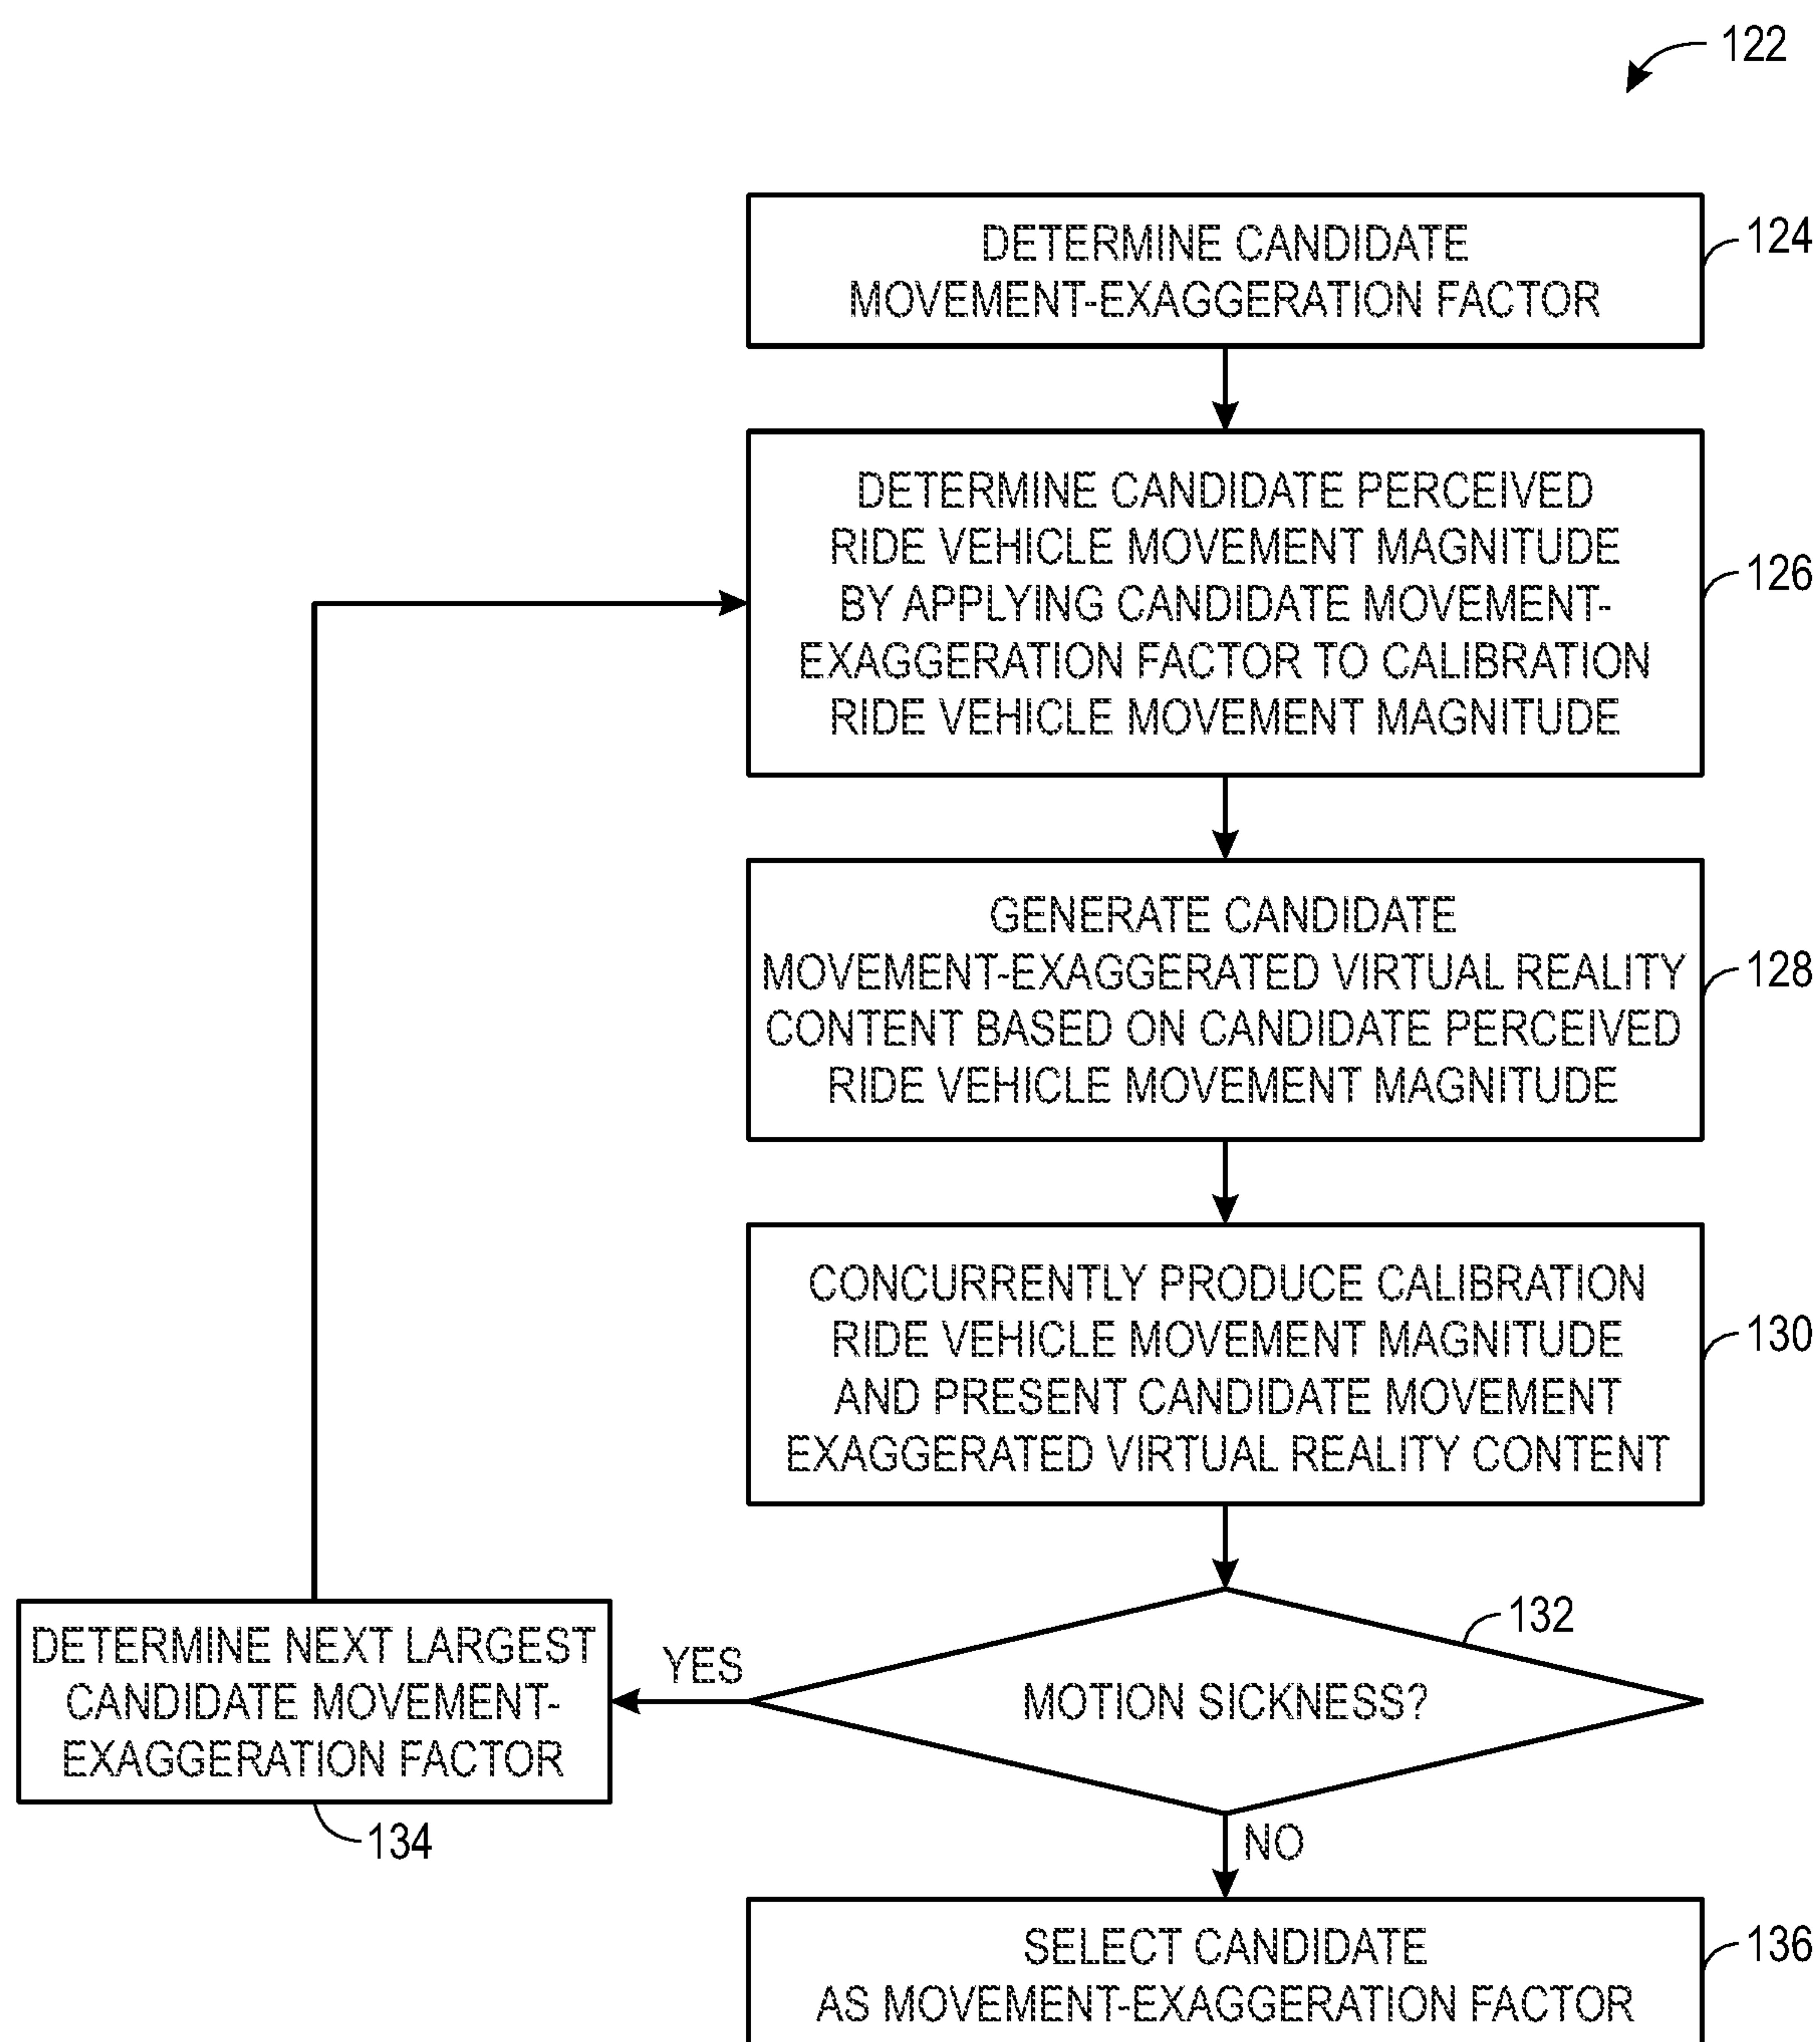 122
DETERMINE CANDIDATE
MOVEMENT-EXAGGERATION FACTOR
124
DETERMINE CANDIDATE PERCEIVED
RIDE VEHICLE MOVEMENT MAGNITUDE
BY APPLYING CANDIDATE MOVEMENT-
EXAGGERATION FACTOR TO CALIBRATION
RIDE VEHICLE MOVEMENT MAGNITUDE
126
GENERATE CANDIDATE
MOVEMENT-EXAGGERATED VIRTUAL REALITY
CONTENT BASED ON CANDIDATE PERCEIVED
RIDE VEHICLE MOVEMENT MAGNITUDE
128
CONCURRENTLY PRODUCE CALIBRATION
RIDE VEHICLE MOVEMENT MAGNITUDE
AND PRESENT CANDIDATE MOVEMENT
EXAGGERATED VIRTUAL REALITY CONTENT
130
MOTION SICKNESS?
132
YES
DETERMINE NEXT LARGEST
CANDIDATE MOVEMENT-
EXAGGERATION FACTOR
134
NO
SELECT CANDIDATE
AS MOVEMENT-EXAGGERATION FACTOR
136